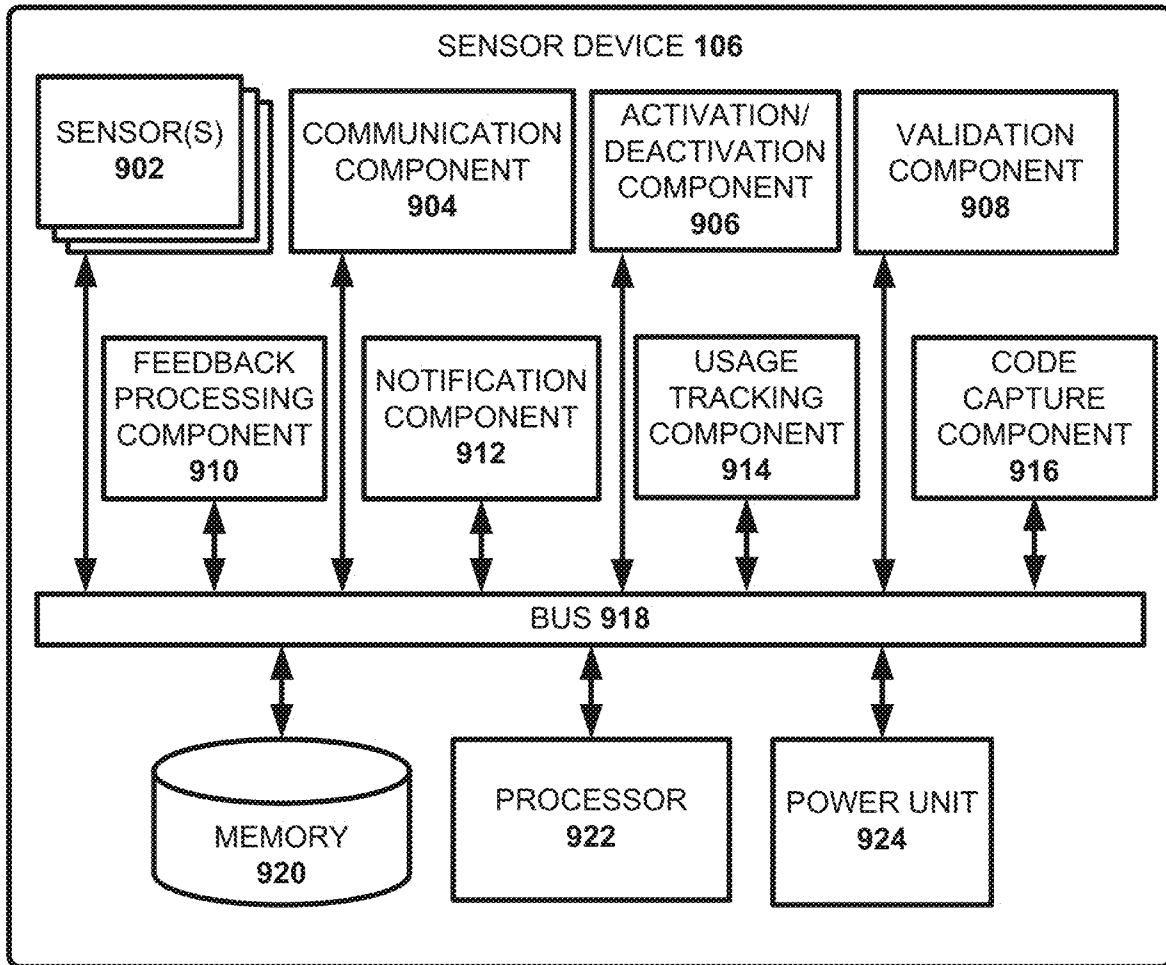 SENSOR DEVICE 106
SENSOR(S)
902
COMMUNICATION
COMPONENT
904
ACTIVATION/
DEACTIVATION
COMPONENT
906
VALIDATION
COMPONENT
908
FEEDBACK
PROCESSING
COMPONENT
910
NOTIFICATION
COMPONENT
912
USAGE
TRACKING
COMPONENT
914
CODE
CAPTURE
COMPONENT
916
BUS 918
MEMORY
920
PROCESSOR
922
POWER UNIT
924